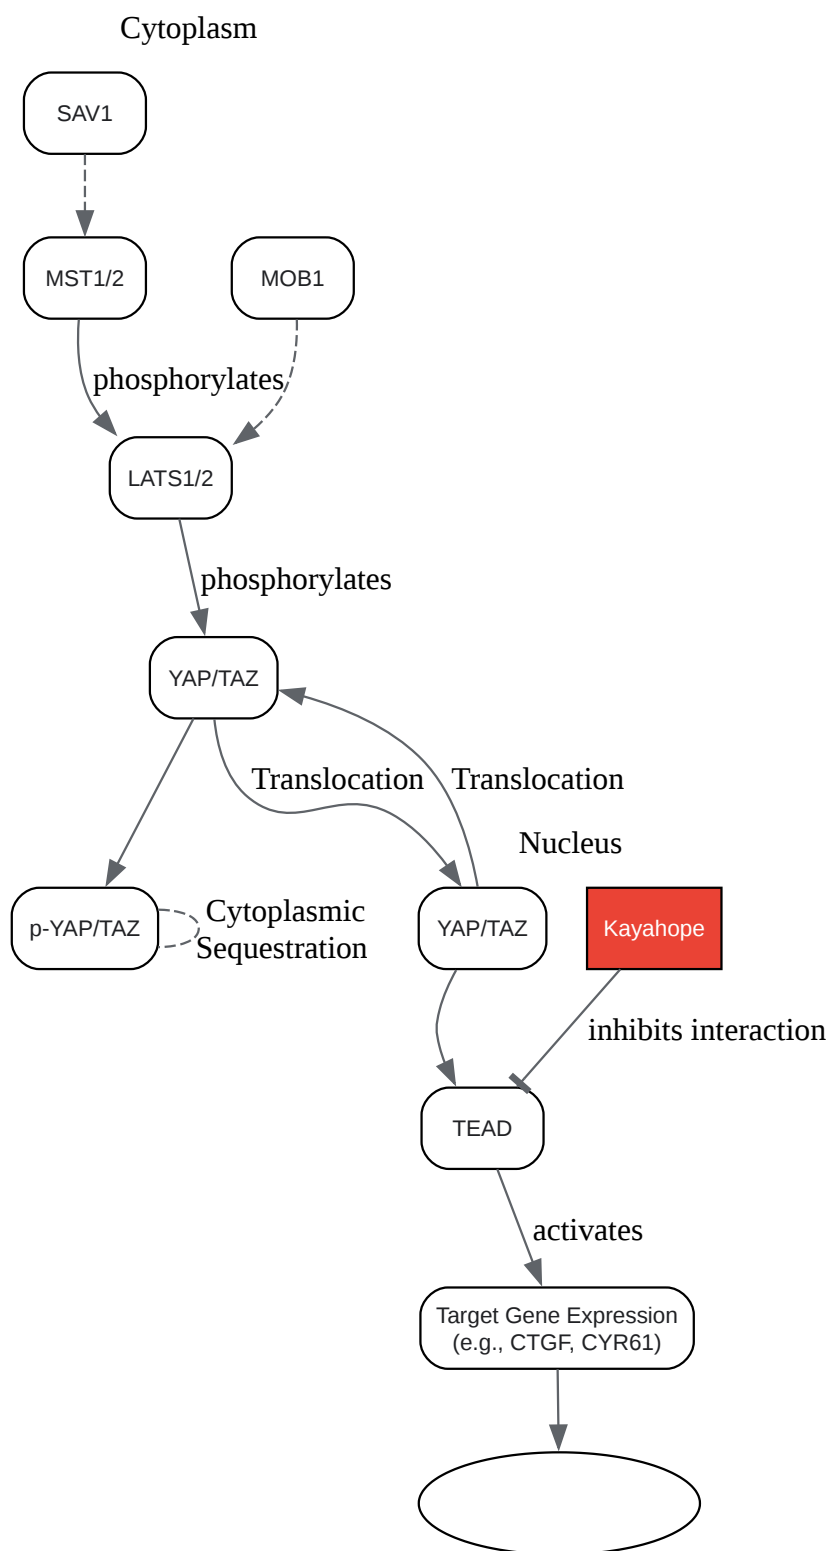 Cytoplasm
SAV1
MST1/2
MOB1
phosphorylates
LATS1/2
phosphorylates
YAP/TAZ
Translocation
Translocation
Nucleus
p-YAP/TAZ
Cytoplasmic
Sequestration
YAP/TAZ
Kayahope
inhibits interaction
TEAD
activates
Target Gene Expression
(e.g., CTGF, CYR61)